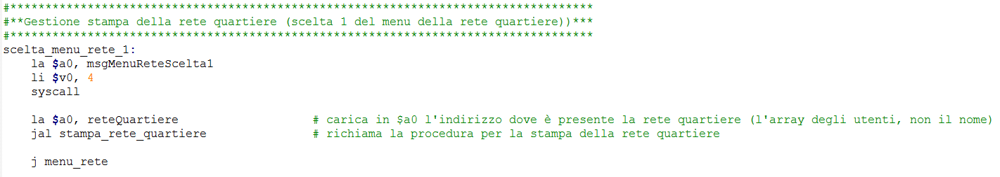 #***********************************************************************************
#**Gestione stampa della rete quartiere (scelta 1 del menu della rete quartiere))***
#***********************************************************************************
scelta_menu_rete_1:
la $a0, msgMenuReteScelta1
li $v0, 4
syscall
la $a0, reteQuartiere # carica in $a0 l'indirizzo dove è presente la rete quartiere (l'array degli utenti, non il nome)
jal stampa_rete_quartiere # richiama la procedura per la stampa della rete quartiere
j menu_rete